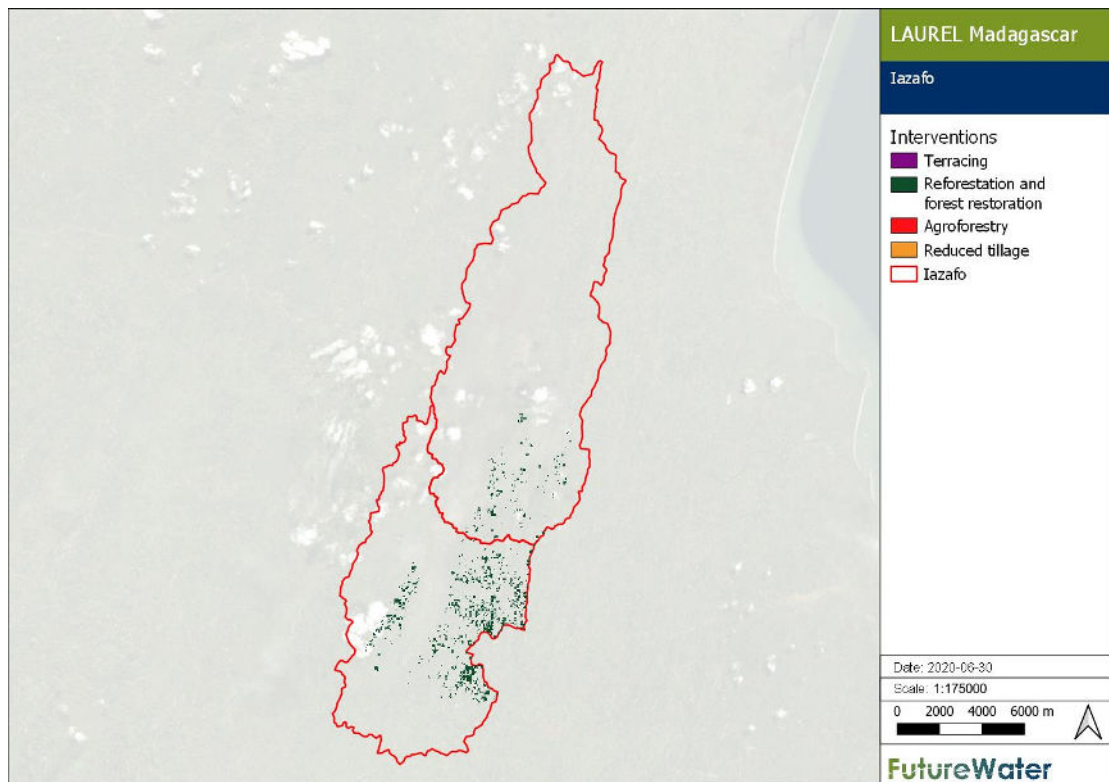 LAUREL Madagascar
Iazafo
Interventions
Terracing
Reforestation and
forest restoration
Agroforestry
Reduced tillage
Iazafo
Date: 2020-06-30
Scale: 1:175000
0 2000 4000 6000 m
FutureWater